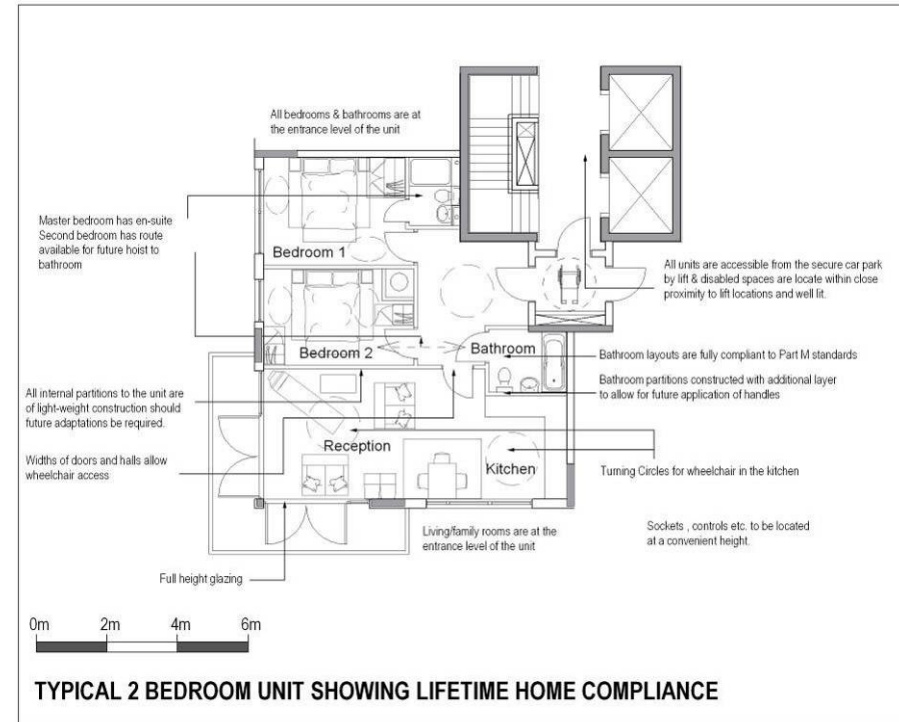 All bedrooms & bathrooms are at
the entrance level of the unit
Master bedroom has en-suite
Second bedroom has route
available for future hoist to
bathroom
Bedroom 1
All units are accessible from the secure car park
by lift & disabled spaces are locate within close
proximity to lift locations and well lit.
Bedroom 2
Bathroom
Bathroom layouts are fully compliant to Part M standards
Bathroom partitions constructed with additional layer
to allow for future application of handles
All internal partitions to the unit are
of light-weight construction should
future adaptations be required.
Reception
Kitchen
Widths of doors and halls allow
wheelchair access
Turning Circles for wheelchair in the kitchen
Living/family rooms are at the
entrance level of the unit
Sockets , controls etc. to be located
at a convenient height.
Full height glazing
0m 2m 4m 6m
TYPICAL 2 BEDROOM UNIT SHOWING LIFETIME HOME COMPLIANCE